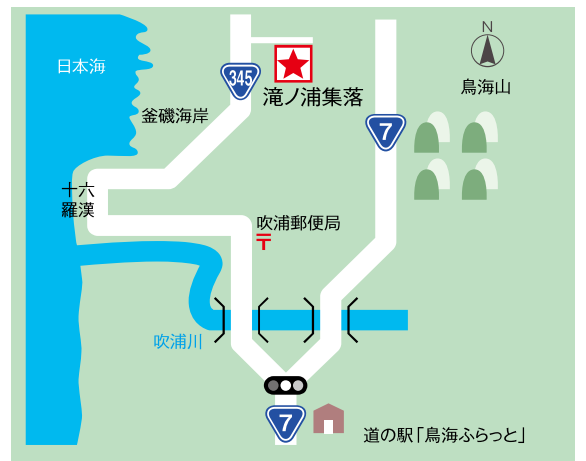 N
日本海
345
滝ノ浦集落
鳥海山
釜磯海岸
7
十六
羅漢
吹浦郵便局
〒
吹浦川
7
道の駅「鳥海ふらっと」